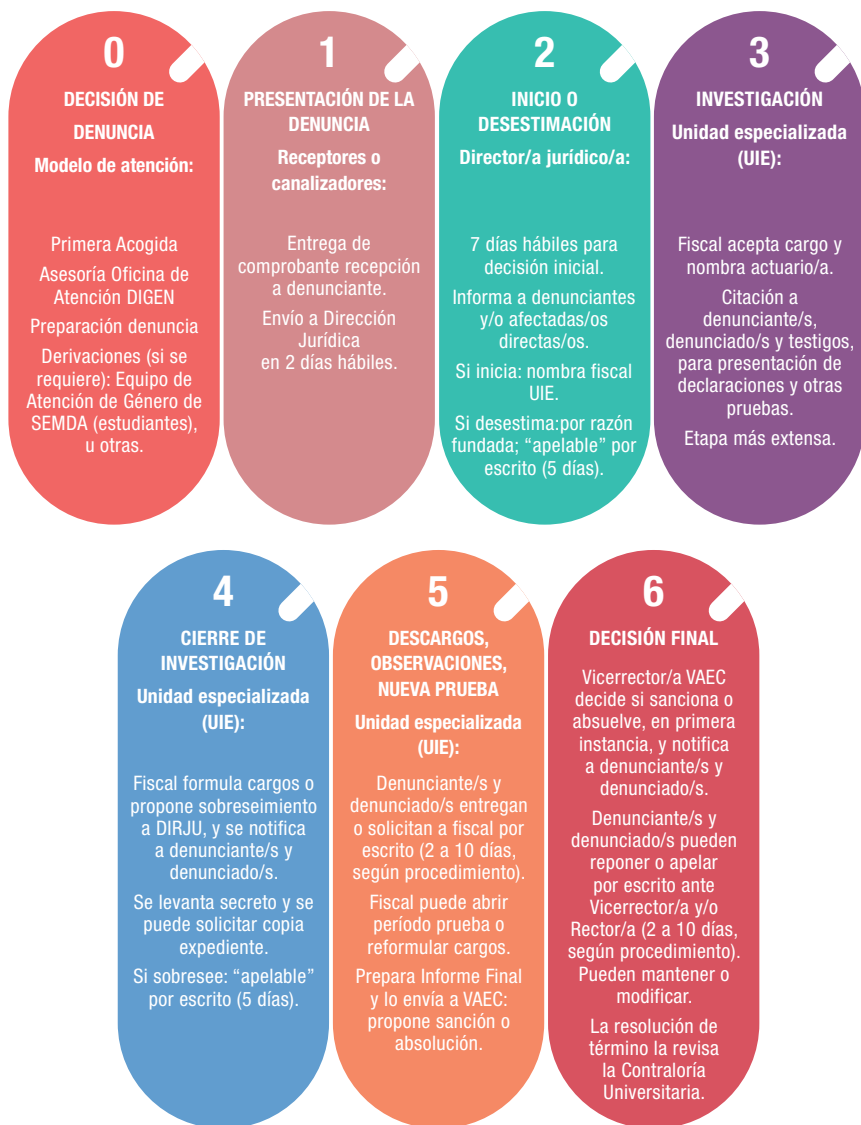 0
DECISIÓN DE
DENUNCIA
Modelo de atención:
Primera Acogida
Asesoría Oficina de
Atención DIGEN
Preparación denuncia
Derivaciones (si se
requiere): Equipo de
Atención de Género de
SEMDA (estudiantes),
u otras.
1
PRESENTACIÓN DE LA
DENUNCIA
Receptores o
canalizadores:
Entrega de
comprobante recepción
a denunciante.
Envío a Dirección
Jurídica
en 2 días hábiles.
2
INICIO O
DESESTIMACIÓN
Director/a jurídico/a:
7 días hábiles para
decisión inicial.
Informa a denunciantes
y/o afectadas/os
directas/os.
Si inicia: nombra fiscal
UIE.
Si desestima:por razón
fundada; “apelable” por
escrito (5 días).
3
INVESTIGACIÓN
Unidad especializada
(UIE):
Fiscal acepta cargo y
nombra actuario/a.
Citación a
denunciante/s,
denunciado/s y testigos,
para presentación de
declaraciones y otras
pruebas.
Etapa más extensa.
4
CIERRE DE
INVESTIGACIÓN
Unidad especializada
(UIE):
Fiscal formula cargos o
propone sobreseimiento
a DIRJU, y se notifica
a denunciante/s y
denunciado/s.
Se levanta secreto y se
puede solicitar copia
expediente.
Si sobresee: “apelable”
por escrito (5 días).
5
DESCARGOS,
OBSERVACIONES,
NUEVA PRUEBA
Unidad especializada
(UIE):
Denunciante/s y
denunciado/s entregan
o solicitan a fiscal por
escrito (2 a 10 días,
según procedimiento).
Fiscal puede abrir
período prueba o
reformular cargos.
Prepara Informe Final
y lo envía a VAEC:
propone sanción o
absolución.
6
DECISIÓN FINAL
Vicerrector/a VAEC
decide si sanciona o
absuelve, en primera
instancia, y notifica
a denunciante/s y
denunciado/s.
Denunciante/s y
denunciado/s pueden
reponer o apelar
por escrito ante
Vicerrector/a y/o
Rector/a (2 a 10 días,
según procedimiento).
Pueden mantener o
modificar.
La resolución de
término la revisa
la Contraloría
Universitaria.